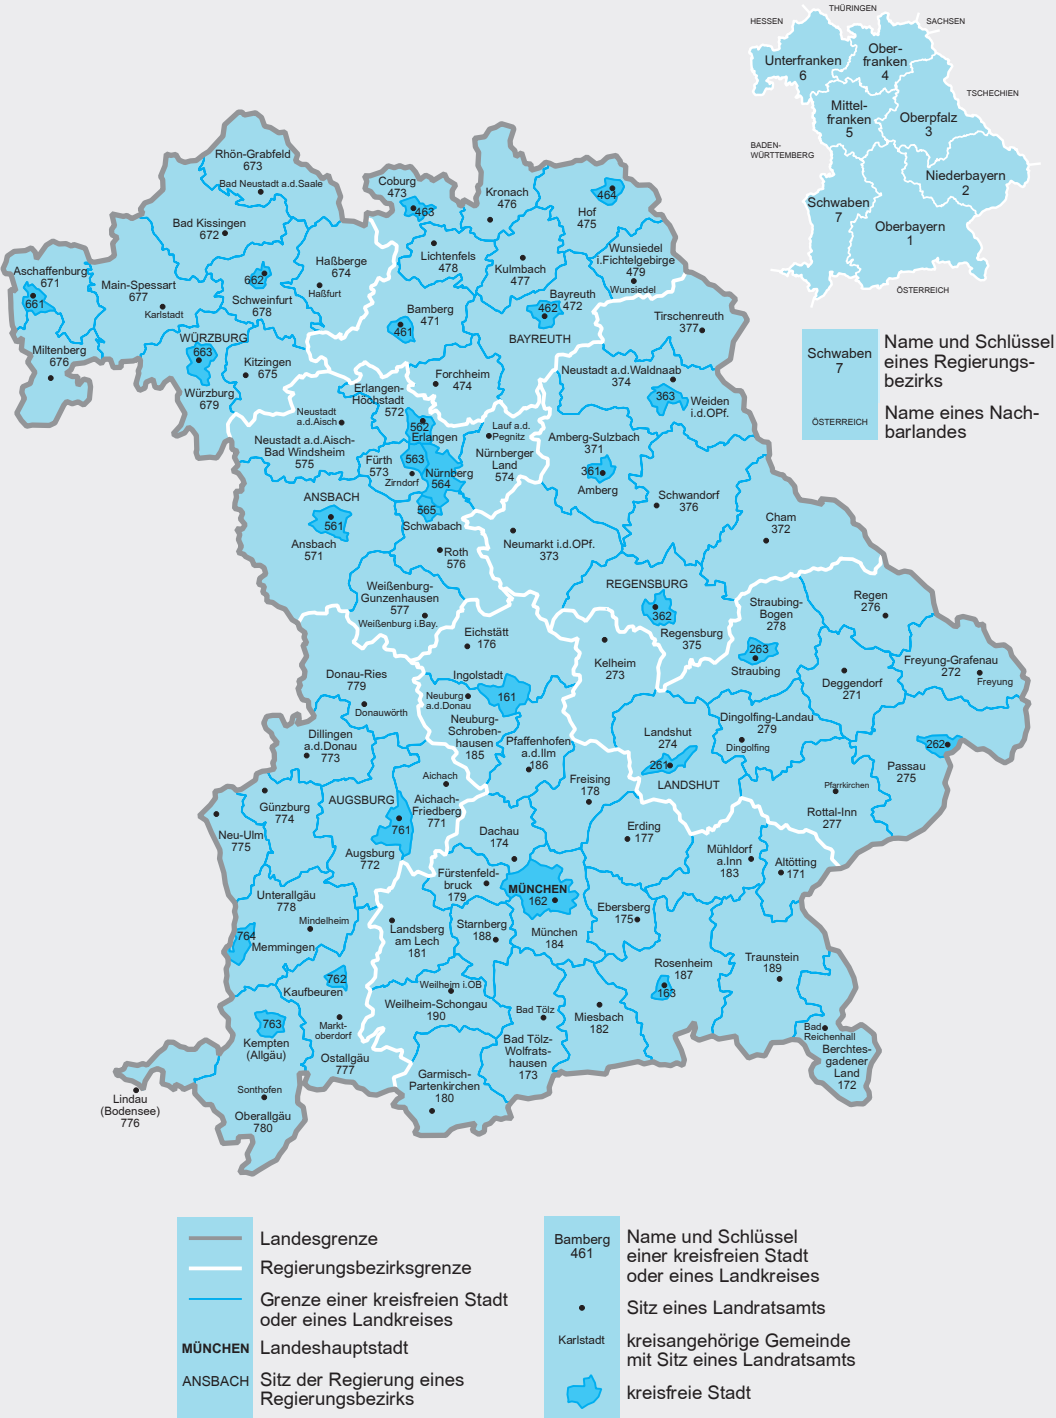 THÜRINGEN
HESSEN
SACHSEN
Ober-
franken
4
Unterfranken
6
TSCHECHIEN
Mittel-
franken
5
Oberpfalz
3
BADEN-
WÜRTTEMBERG
Niederbayern
2
Schwaben
7
Oberbayern
1
ÖSTERREICH
Schwaben
7
Name und Schlüssel
eines Regierungs-
bezirks
ÖSTERREICH
Name eines Nach-
barlandes
Rhön-Grabfeld
673
Bad Neustadt a.d.Saale
Coburg
473
463
Kronach
476
464
Hof
475
Bad Kissingen
672
Lichtenfels
478
Kulmbach
477
Wunsiedel
i.Fichtelgebirge
479
Wunsiedel
Aschaffenburg
671
661
Main-Spessart
677
Karlstadt
662
Schweinfurt
678
Haßberge
674
Haßfurt
Bamberg
471
461
462
Bayreuth
472
BAYREUTH
Tirschenreuth
377
Miltenberg
676
WÜRZBURG
663
Würzburg
679
Kitzingen
675
Forchheim
474
Neustadt a.d.Waldnaab
374
363
Weiden
i.d.OPf.
Erlangen-
Höchstadt
572
Neustadt
a.d.Aisch
Neustadt a.d.Aisch-
Bad Windsheim
575
562
Erlangen
Lauf a.d.
Pegnitz
Nürnberger
Land
574
Fürth
573
Zirndorf
563
Nürnberg
564
565
Schwabach
Amberg-Sulzbach
371
361
Amberg
Schwandorf
376
ANSBACH
561
Ansbach
571
Roth
576
Neumarkt i.d.OPf.
373
Cham
372
Weißenburg-
Gunzenhausen
577
Weißenburg i.Bay.
REGENSBURG
362
Regensburg
375
Straubing-
Bogen
278
263
Straubing
Regen
276
Eichstätt
176
Kelheim
273
Freyung-Grafenau
272
Freyung
Deggendorf
271
Donau-Ries
779
Donauwörth
Ingolstadt
161
Neuburg
a.d.Donau
Neuburg-
Schroben-
hausen
185
Dillingen
a.d.Donau
773
Pfaffenhofen
a.d.Ilm
186
Landshut
274
261
LANDSHUT
Dingolfing-Landau
279
Dingolfing
262
Passau
275
Pfarrkirchen
Rottal-Inn
277
Aichach
Aichach-
Friedberg
771
Freising
178
Günzburg
774
AUGSBURG
761
Augsburg
772
Neu-Ulm
775
Dachau
174
Erding
177
Mühldorf
a.Inn
183
Altötting
171
Fürstenfeld-
bruck
179
MÜNCHEN
162
München
184
Unterallgäu
778
Mindelheim
764
Memmingen
Landsberg
am Lech
181
Starnberg
188
Ebersberg
175
762
Kaufbeuren
Rosenheim
187
163
Traunstein
189
Weilheim i.OB
Weilheim-Schongau
190
Bad Tölz
Bad Tölz-
Wolfrats-
hausen
173
Miesbach
182
763
Kempten
(Allgäu)
Markt-
oberdorf
Ostallgäu
777
Bad
Reichenhall
Berchtes-
gadener
Land
172
Garmisch-
Partenkirchen
180
Lindau
(Bodensee)
776
Sonthofen
Oberallgäu
780
Landesgrenze
Regierungsbezirksgrenze
Grenze einer kreisfreien Stadt
oder eines Landkreises
MÜNCHEN Landeshauptstadt
ANSBACH Sitz der Regierung eines
Regierungsbezirks
Bamberg
461
Name und Schlüssel
einer kreisfreien Stadt
oder eines Landkreises
Sitz eines Landratsamts
Karlstadt kreisangehörige Gemeinde
mit Sitz eines Landratsamts
kreisfreie Stadt